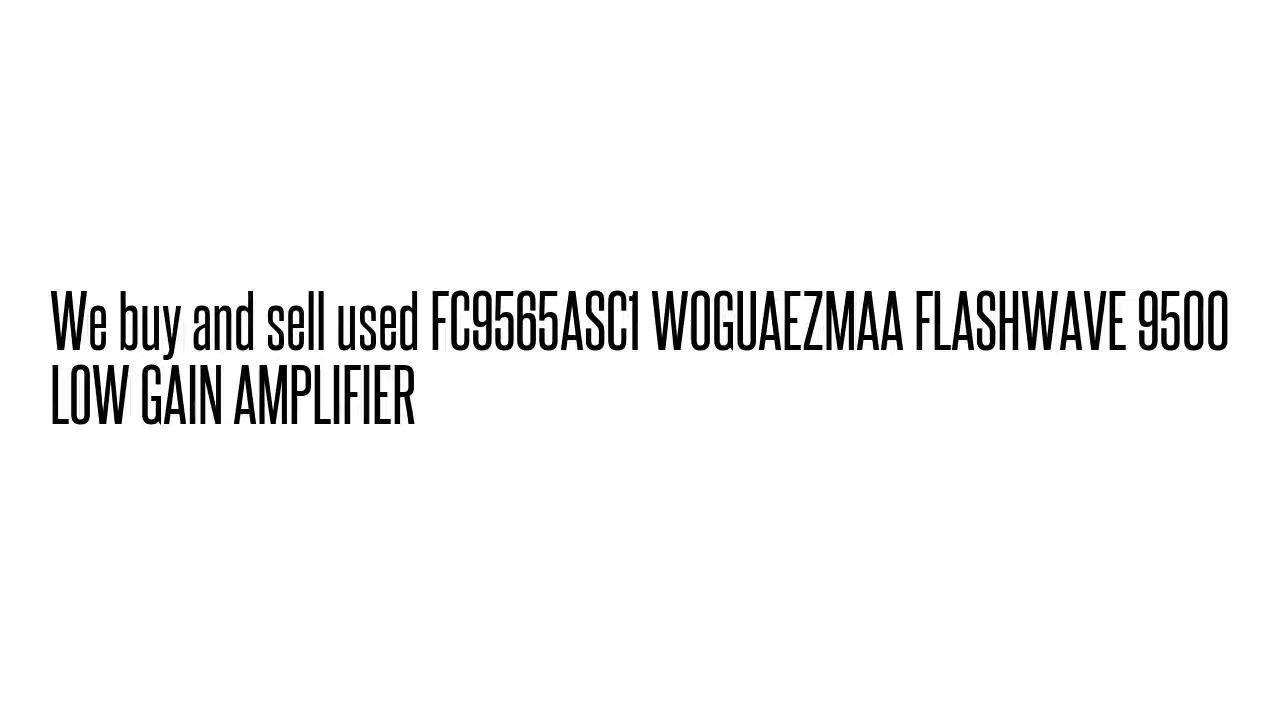 We buy and sell used FC9565ASC1 WOGUAEZMAA FLASHWAVE 9500
LOW GAIN AMPLIFIER